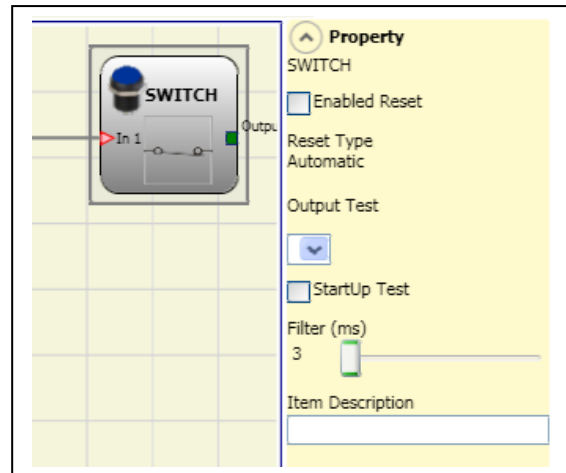 SWITCH
In 1
Outpu
Property
SWITCH
Enabled Reset
Reset Type
Automatic
Output Test
StartUp Test
Filter (ms)
3
Item Description